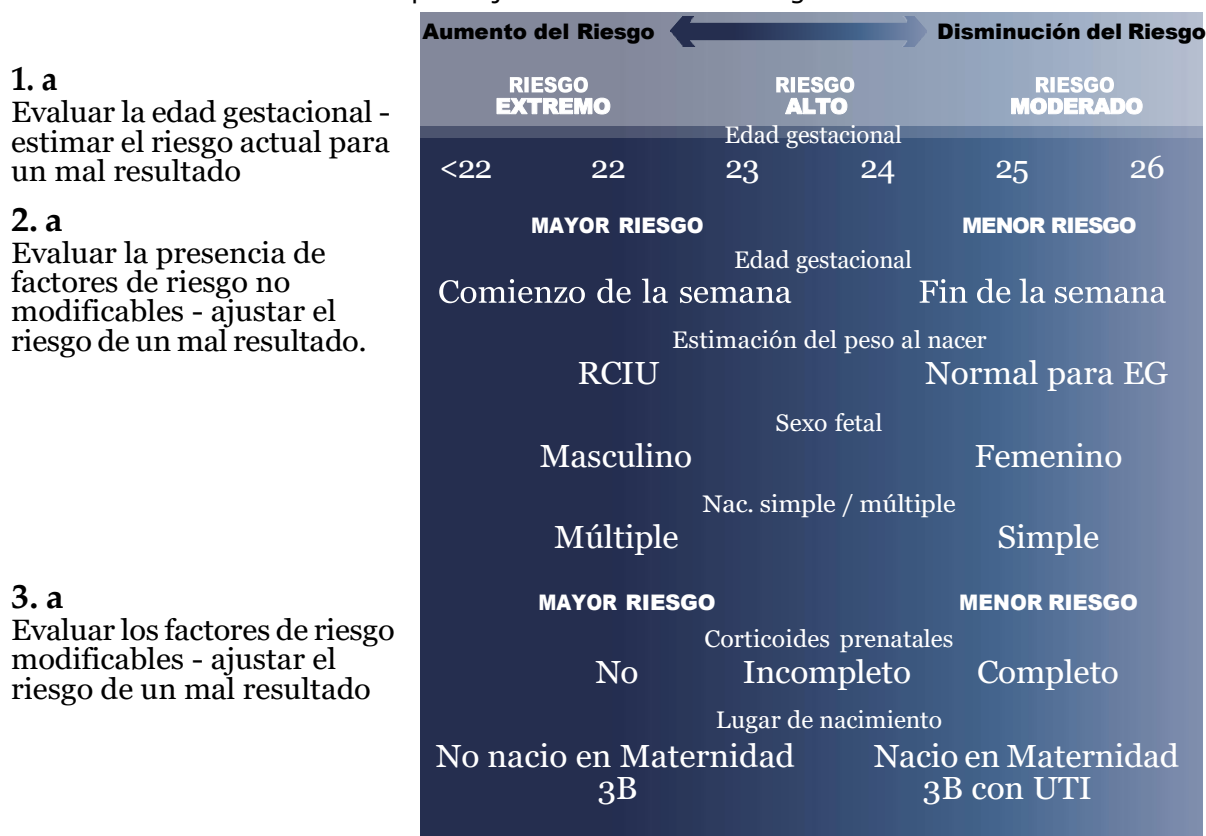 Aumento del Riesgo Disminución del Riesgo
RIESGO EXTREMO
RIESGO ALTO
RIESGO MODERADO
1. a
Evaluar la edad gestacional -
estimar el riesgo actual para
un mal resultado
Edad gestacional
<22 22 23 24 25 26
2. a
Evaluar la presencia de
factores de riesgo no
modificables - ajustar el
riesgo de un mal resultado.
MAYOR RIESGO MENOR RIESGO
Edad gestacional
Comienzo de la semana Fin de la semana
Estimación del peso al nacer
RCIU Normal para EG
Sexo fetal
Masculino Femenino
Nac. simple / múltiple
Múltiple Simple
3. a
Evaluar los factores de riesgo
modificables - ajustar el
riesgo de un mal resultado
MAYOR RIESGO MENOR RIESGO
Corticoides prenatales
No Incompleto Completo
Lugar de nacimiento
No nacio en Maternidad
3B
Nacio en Maternidad
3B con UTI